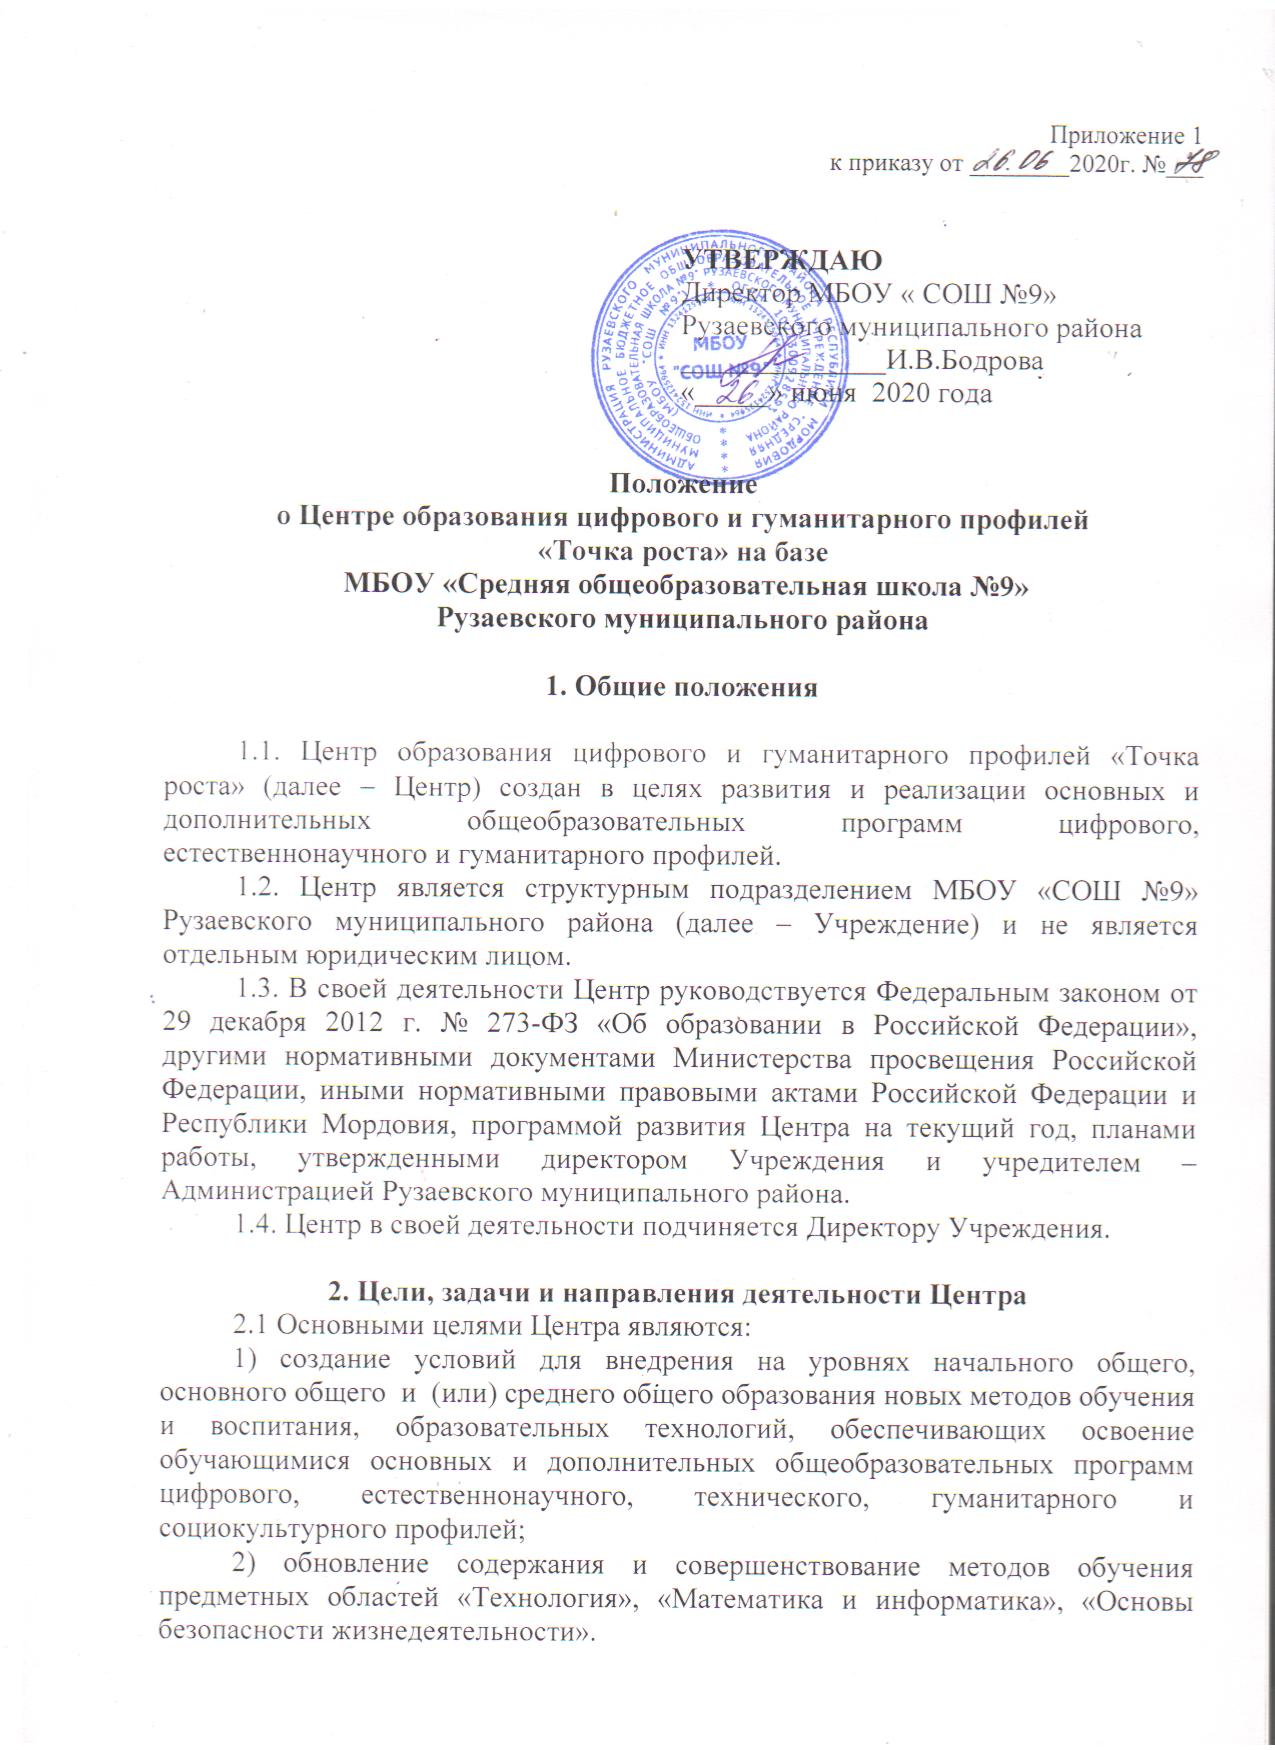 Приложение 1
к приказу от 26.06 2020г. № 78
УТВЕРЖДАЮ
Директор МБОУ « СОШ №9»
Рузаевского муниципального района
______________И.В.Бодрова
« 26 » июня 2020 года
МБОУ
"СОШ №9"
Положение
о Центре образования цифрового и гуманитарного профилей
«Точка роста» на базе
МБОУ «Средняя общеобразовательная школа №9»
Рузаевского муниципального района
1. Общие положения
1.1. Центр образования цифрового и гуманитарного профилей «Точка
роста» (далее – Центр) создан в целях развития и реализации основных и
дополнительных общеобразовательных программ цифрового,
естественнонаучного и гуманитарного профилей.
1.2. Центр является структурным подразделением МБОУ «СОШ №9»
Рузаевского муниципального района (далее – Учреждение) и не является
отдельным юридическим лицом.
1.3. В своей деятельности Центр руководствуется Федеральным законом от
29 декабря 2012 г. № 273-ФЗ «Об образовании в Российской Федерации»,
другими нормативными документами Министерства просвещения Российской
Федерации, иными нормативными правовыми актами Российской Федерации и
Республики Мордовия, программой развития Центра на текущий год, планами
работы, утвержденными директором Учреждения и учредителем –
Администрацией Рузаевского муниципального района.
1.4. Центр в своей деятельности подчиняется Директору Учреждения.
2. Цели, задачи и направления деятельности Центра
2.1 Основными целями Центра являются:
1) создание условий для внедрения на уровнях начального общего,
основного общего и (или) среднего общего образования новых методов обучения
и воспитания, образовательных технологий, обеспечивающих освоение
обучающимися основных и дополнительных общеобразовательных программ
цифрового, естественнонаучного, технического, гуманитарного и
социокультурного профилей;
2) обновление содержания и совершенствование методов обучения
предметных областей «Технология», «Математика и информатика», «Основы
безопасности жизнедеятельности».